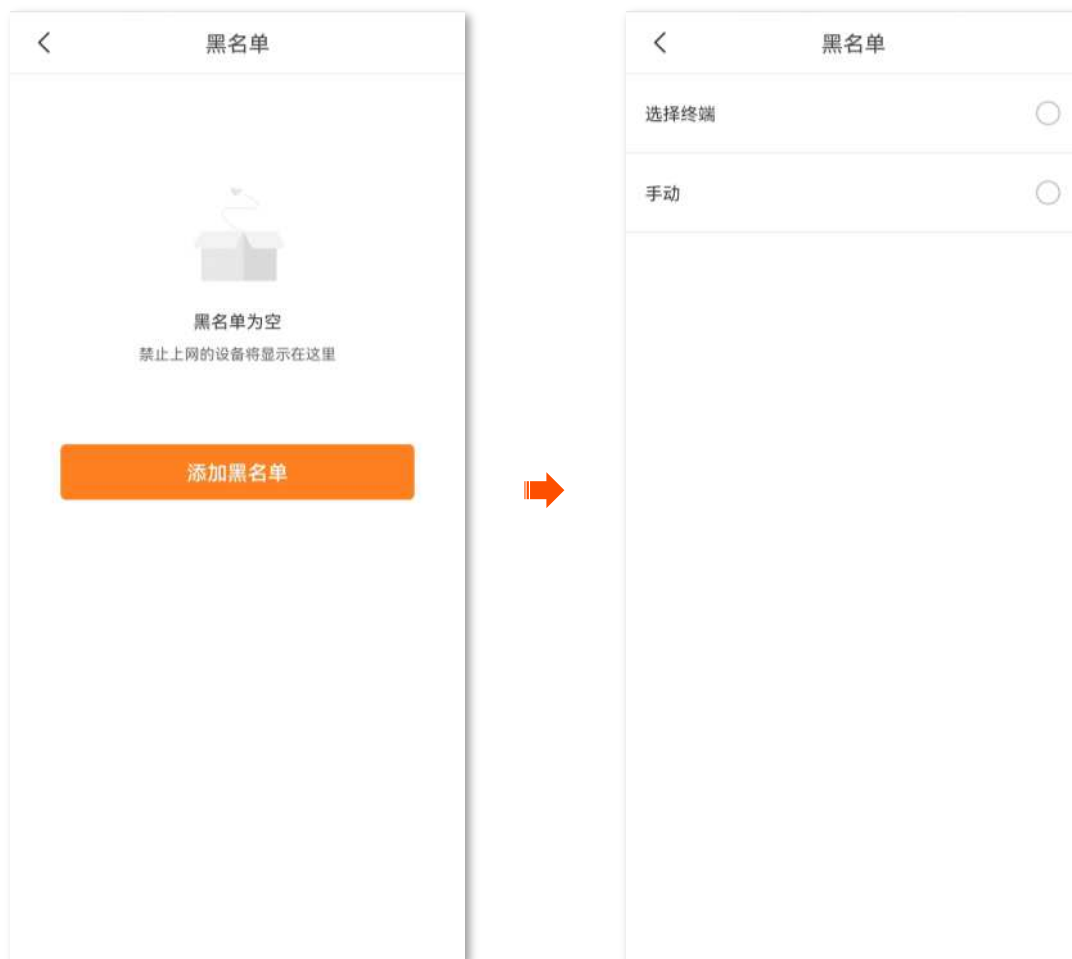 黑名单
黑名单为空
禁止上网的设备将显示在这里
添加黑名单
黑名单
选择终端
手动